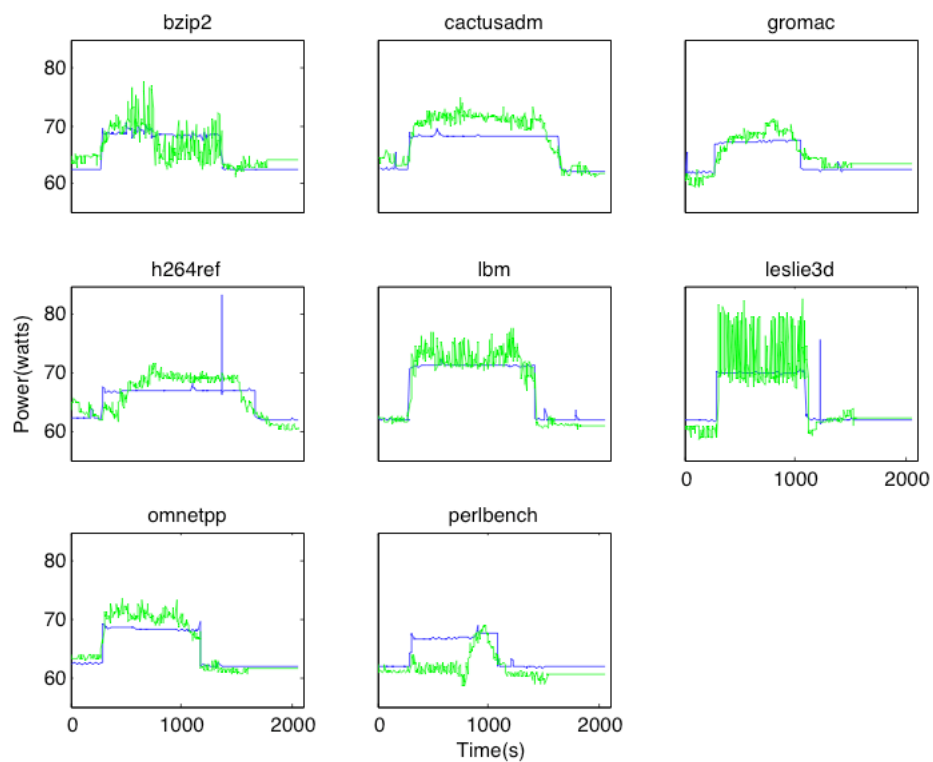 bzip2 cactusadm gromac
80
70
60
h264ref lbm leslie3d
80
70
60
Power(watts)
0 1000 2000
omnetpp perlbench
80
70
60
0 1000 2000 0 1000 2000
Time(s)